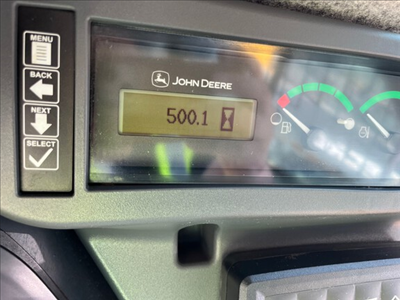 MENU
BACK
NEXT
SELECT
JOHN DEERE
500.1